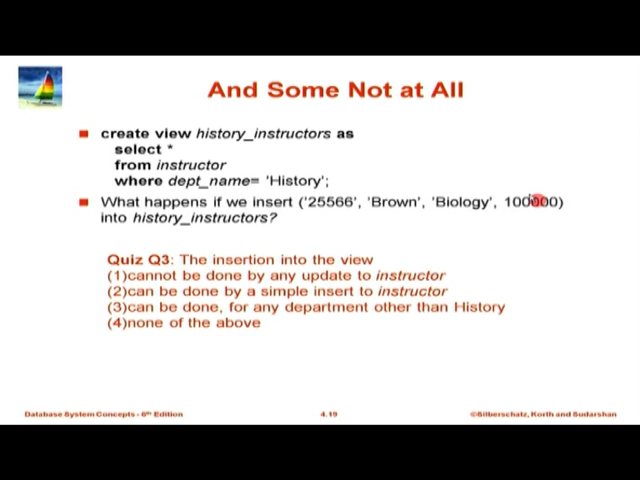 And Some Not at All
create view history_instructors as
select *
from instructor
where dept_name= 'History';
What happens if we insert ('25566', 'Brown', 'Biology', 100000)
into history_instructors?
Quiz Q3: The insertion into the view
(1)cannot be done by any update to instructor
(2)can be done by a simple insert to instructor
(3)can be done, for any department other than History
(4)none of the above
Database System Concepts - 6th Edition
4.19
©Silberschatz, Korth and Sudarshan